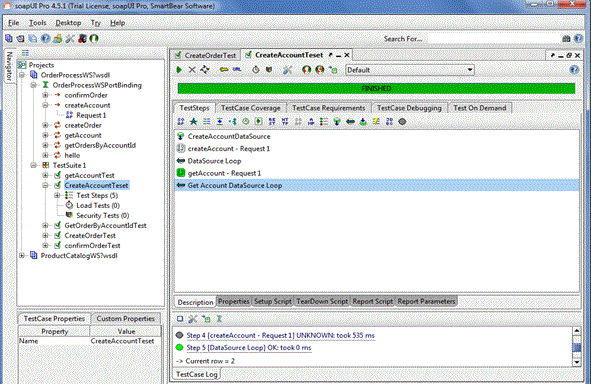 soapUI Pro 4.5.1 (Trial License, soapUI Pro, SmartBear Software)
File Tools Desktop Try Help
Search For...
Navigator
Projects
OrderProcessWS?wsdl
OrderProcessWSPortBinding
confirmOrder
createAccount
Request 1
createOrder
getAccount
getOrdersByAccountId
hello
TestSuite 1
getAccountTest
CreateAccountTeset
Test Steps (5)
Load Tests (0)
Security Tests (0)
GetOrderByAccountIdTest
CreateOrderTest
confirmOrderTest
ProductCatalogWS?wsdl
TestCase Properties Custom Properties
Property Value
Name CreateAccountTeset
CreateOrderTest CreateAccountTeset
URL Default
FINISHED
TestSteps TestCase Coverage TestCase Requirements TestCase Debugging Test On Demand
CreateAccountDataSource
createAccount - Request 1
DataSource Loop
getAccount - Request 1
Get Account DataSource Loop
Description Properties Setup Script TearDown Script Report Script Report Parameters
Step 4 [createAccount - Request 1] UNKNOWN: took 535 ms
Step 5 [DataSource Loop] OK: took 0 ms
-> Current row = 2
TestCase Log